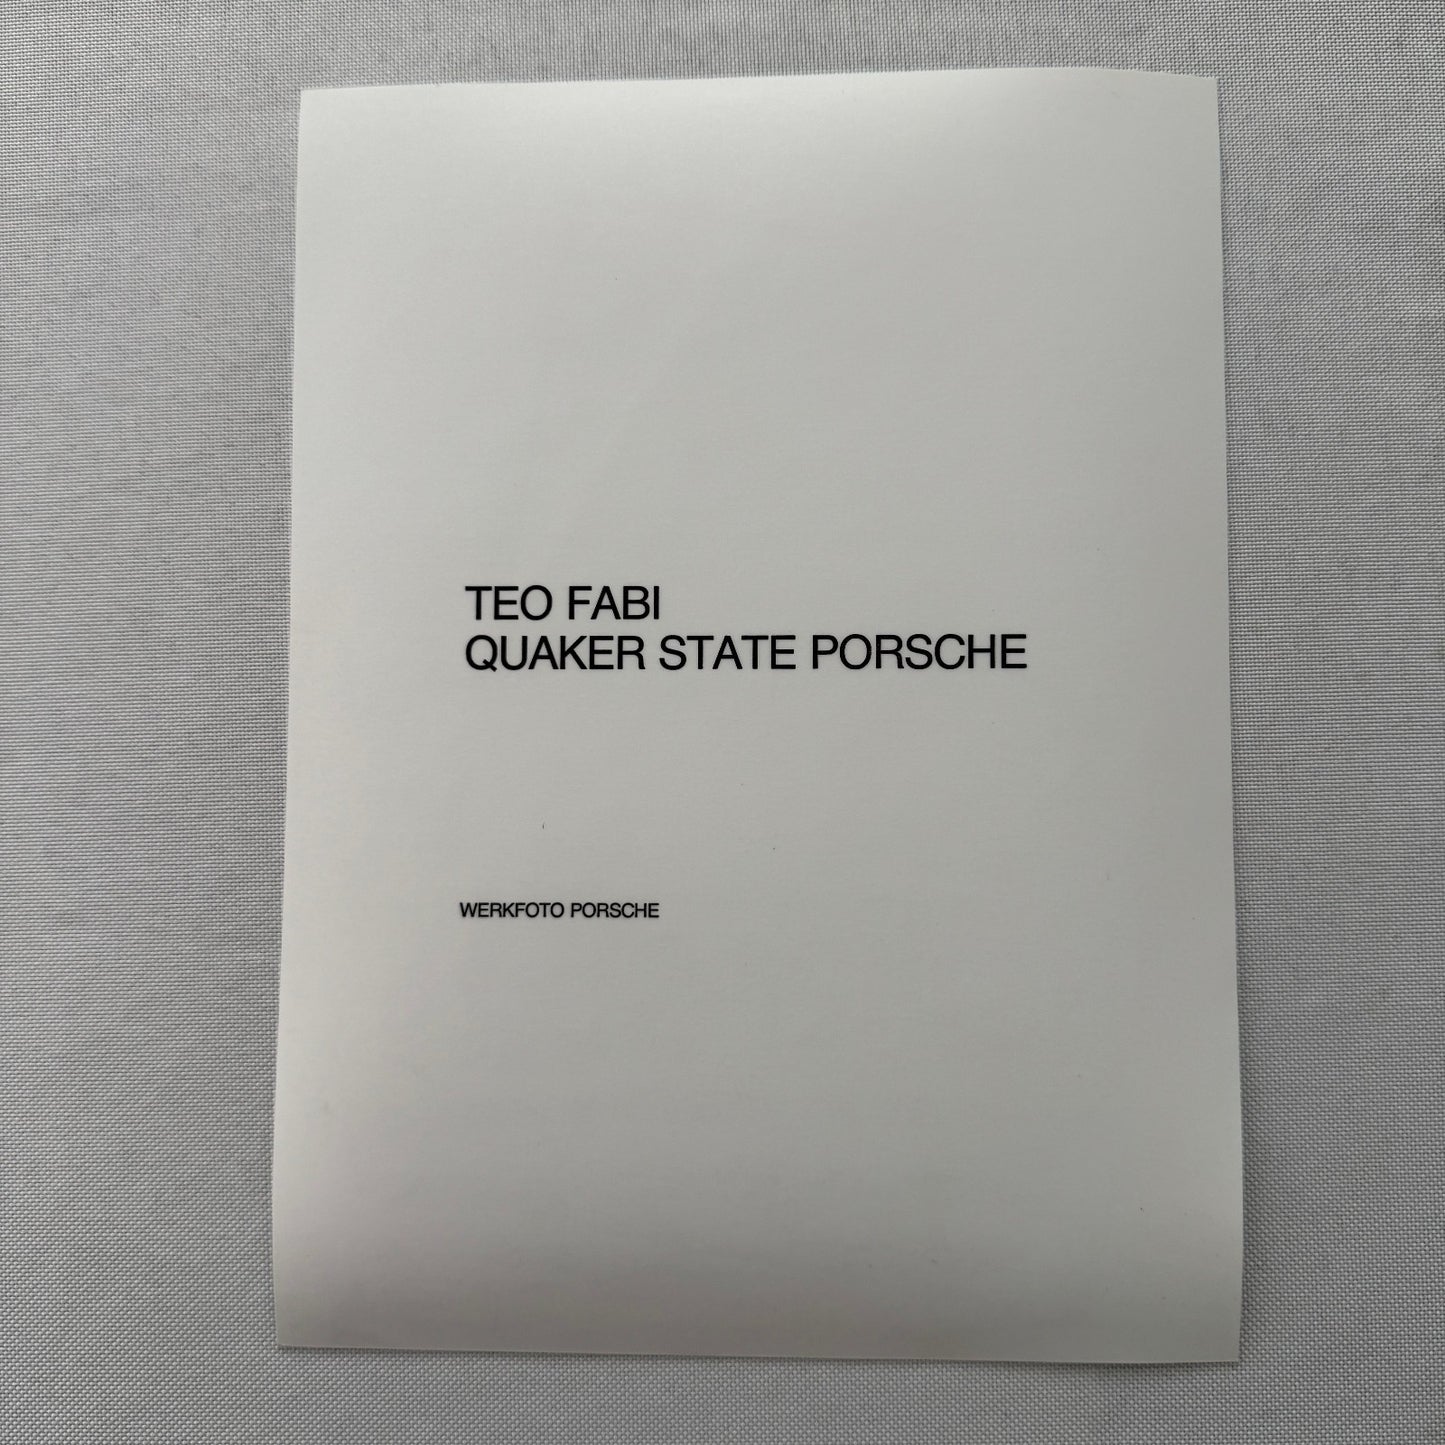 TEO FABI
QUAKER STATE PORSCHE
WERKFOTO PORSCHE